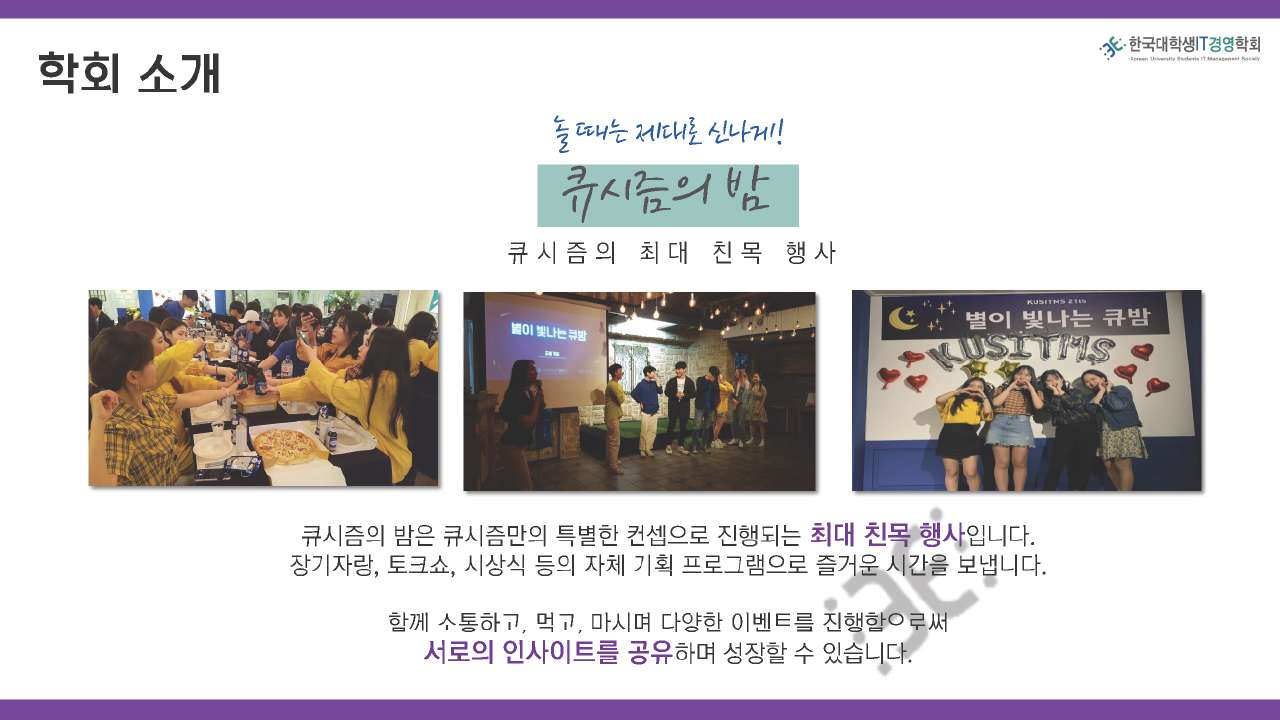 학회 소개
한국대학생IT경영학회
Korean University Students IT Management Society
놀 때는 제대로 신나게!
큐시즘의 밤
큐시즘의 최대 친목 행사
별이 빛나는 큐밤
KUSITMS 21th
별이 빛나는 큐밤
KUSITMS
큐시즘의 밤은 큐시즘만의 특별한 컨셉으로 진행되는 최대 친목 행사입니다.
장기자랑, 토크쇼, 시상식 등의 자체 기획 프로그램으로 즐거운 시간을 보냅니다.
함께 소통하고, 먹고, 마시며 다양한 이벤트를 진행함으로써
서로의 인사이트를 공유하며 성장할 수 있습니다.